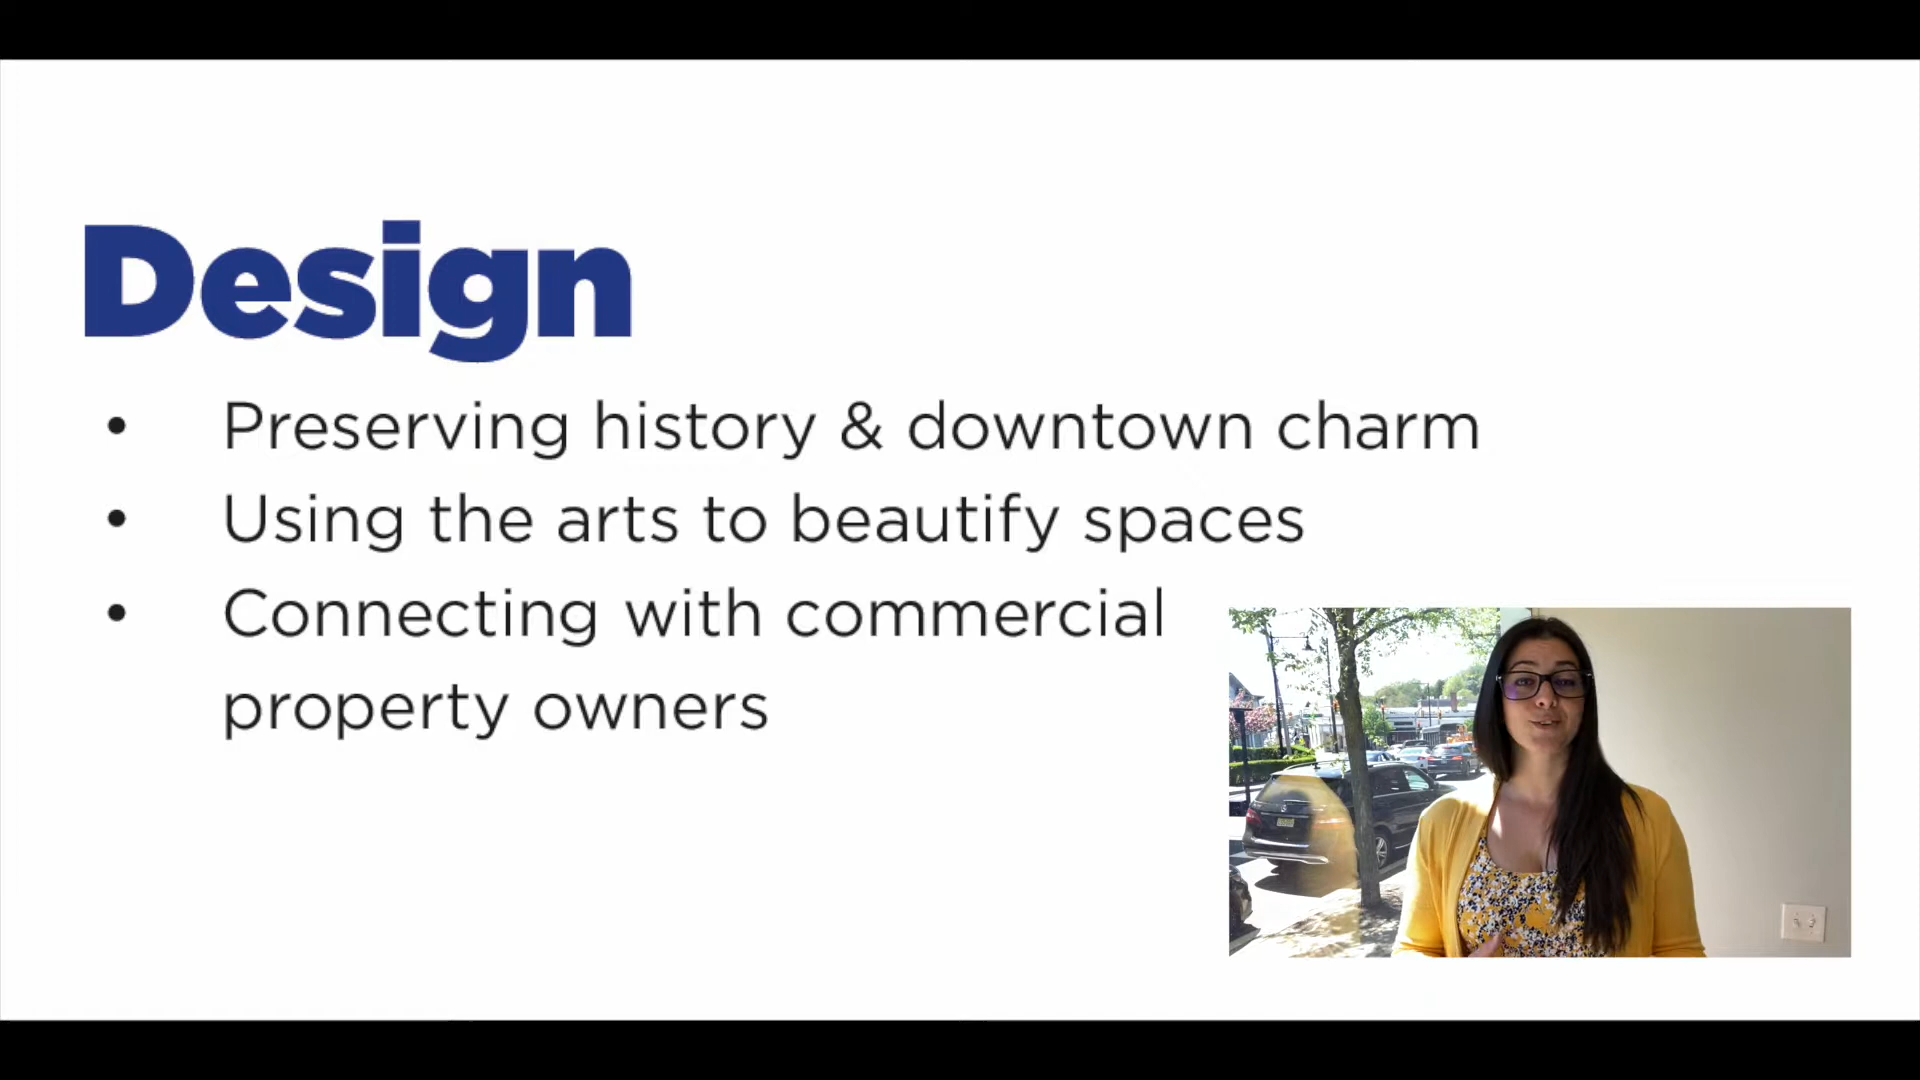 Design
• Preserving history & downtown charm
• Using the arts to beautify spaces
• Connecting with commercial
property owners